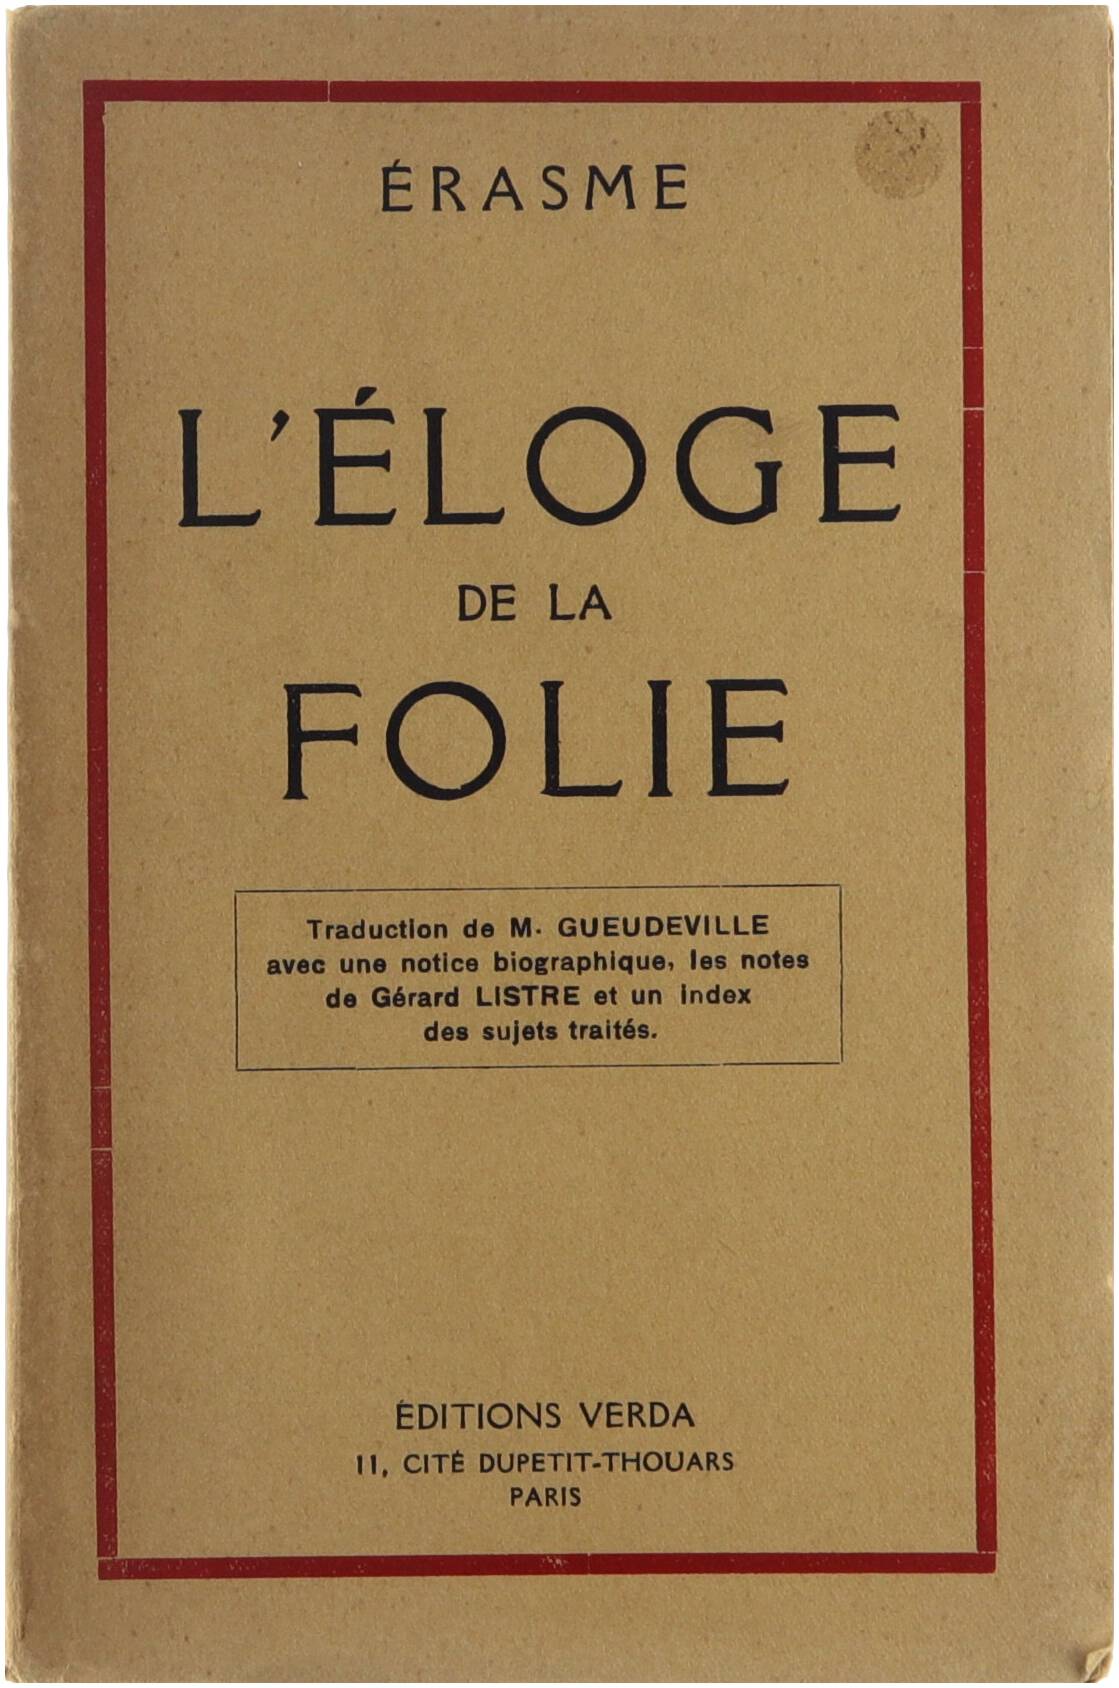 ÉRASME
L'ÉLOGE
DE LA
FOLIE
Traduction de M. GUEUDEVILLE
avec une notice biographique, les notes
de Gérard LISTRE et un index
des sujets traités.
ÉDITIONS VERDA
11, CITÉ DUPETIT-THOUARS
PARIS